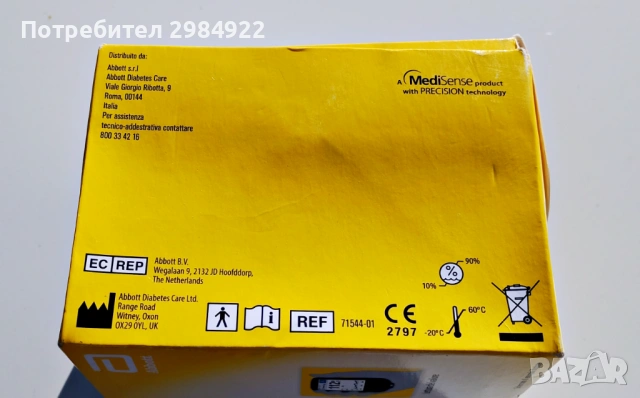 Потребител 2984922
Distribuito da:
Abbott s.r.l
Abbott Diabetes Care
Viale Giorgio Ribotta, 9
Roma, 00144
Italia
Per assistenza
tecnico-addestrativa contattare
800 33 42 16
A MediSense product
with PRECISION technology
EC REP
Abbott B.V.
Wegalaan 9, 2132 JD Hoofddorp,
The Netherlands
90%
%
10%
Abbott Diabetes Care Ltd.
Range Road
Witney, Oxon
OX29 0YL, UK
i
REF 71544-01
CE
2797
60°C
-20°C
Abbott
112
BAZAR